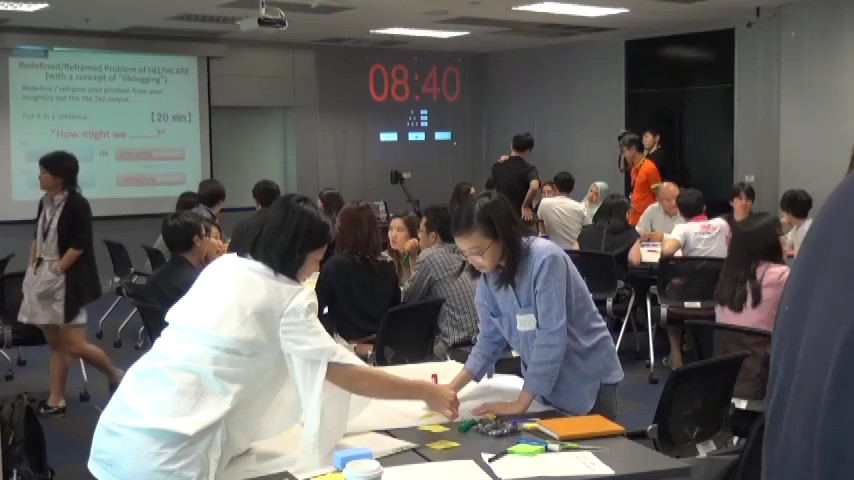 Redefined/Reframed Problem of HELTHCARE
(with a concept of "lifelogging")
Redefine / reframe your problem from your
insight(s) out the the 2x2 output.
Put it in a sentence.
【20 min】
"How might we ..........?"
08:40